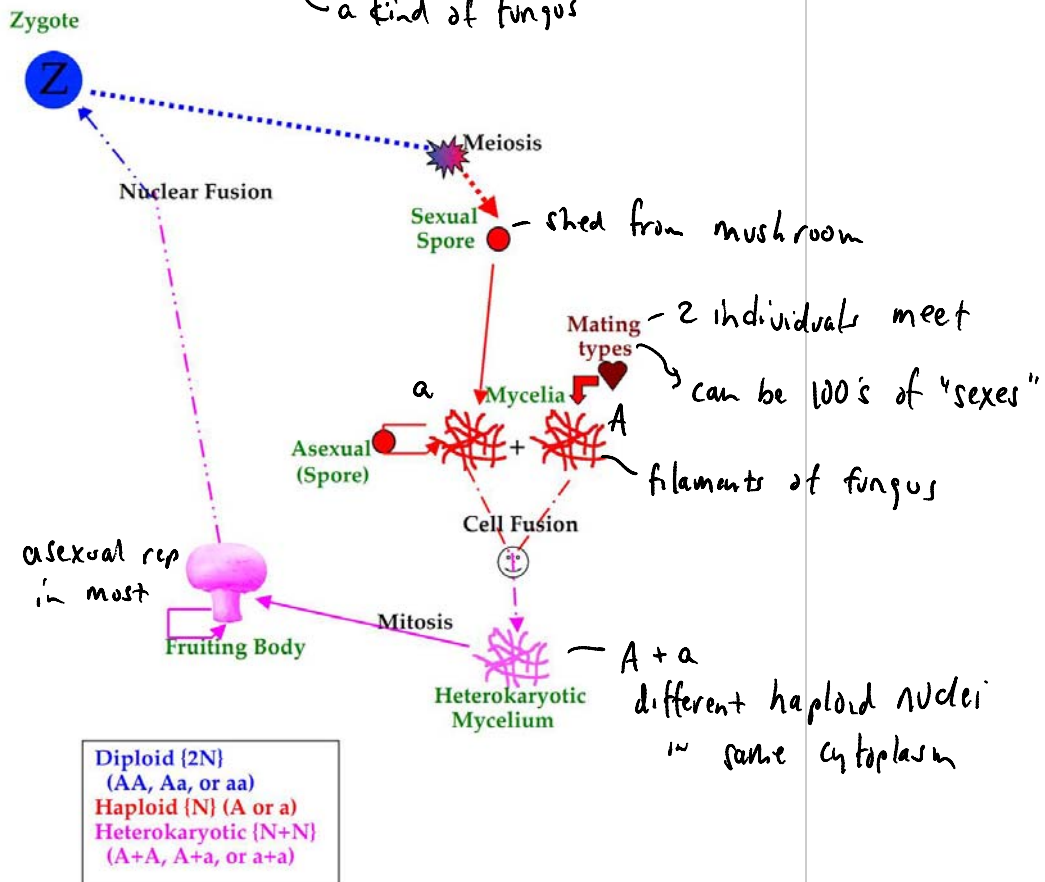 a kind of fungus
Zygote
Z
Meiosis
Nuclear Fusion
Sexual
Spore
shed from mushroom
Mating
types
2 individuals meet
can be 100's of "sexes"
a
Mycelia
A
Asexual
(Spore)
+
filaments of fungus
Cell Fusion
asexual rep
in most
Mitosis
Fruiting Body
A + a
different haploid nuclei
in same cytoplasm
Heterokaryotic
Mycelium
Diploid {2N}
(AA, Aa, or aa)
Haploid {N} (A or a)
Heterokaryotic {N+N}
(A+A, A+a, or a+a)